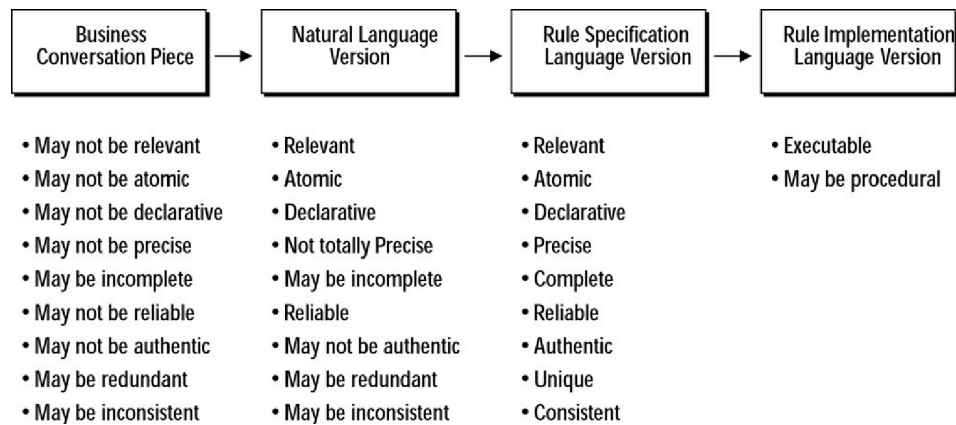 Business
Conversation Piece
Natural Language
Version
Rule Specification
Language Version
Rule Implementation
Language Version
• May not be relevant
• May not be atomic
• May not be declarative
• May not be precise
• May be incomplete
• May not be reliable
• May not be authentic
• May be redundant
• May be inconsistent
• Relevant
• Atomic
• Declarative
• Not totally Precise
• May be incomplete
• Reliable
• May not be authentic
• May be redundant
• May be inconsistent
• Relevant
• Atomic
• Declarative
• Precise
• Complete
• Reliable
• Authentic
• Unique
• Consistent
• Executable
• May be procedural